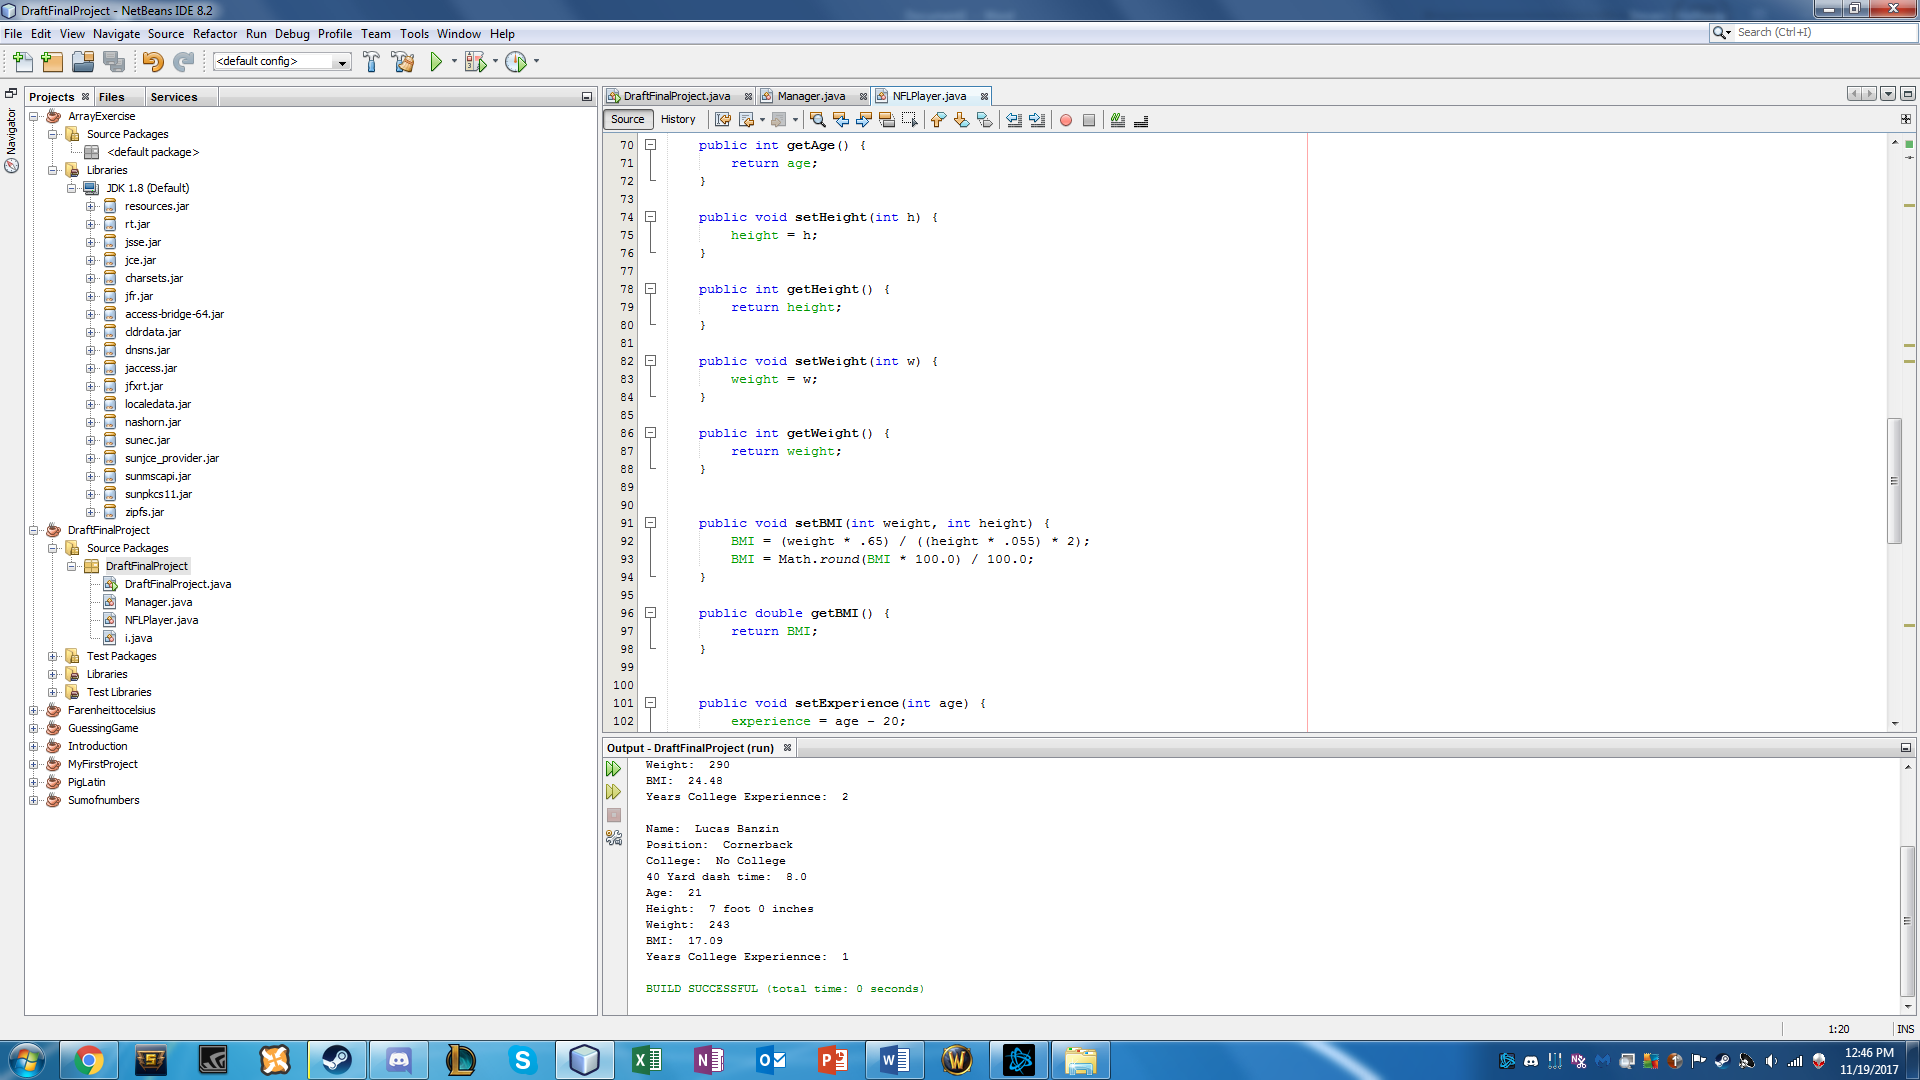 DraftFinalProject - NetBeans IDE 8.2
File Edit View Navigate Source Refactor Run Debug Profile Team Tools Window Help
Search (Ctrl+I)
<default config>
Projects Files Services
Navigator
ArrayExercise
Source Packages
<default package>
Libraries
JDK 1.8 (Default)
resources.jar
rt.jar
jsse.jar
jce.jar
charsets.jar
jfr.jar
access-bridge-64.jar
cldrdata.jar
dnsns.jar
jaccess.jar
jfxrt.jar
localedata.jar
nashorn.jar
sunec.jar
sunjce_provider.jar
sunmscapi.jar
sunpkcs11.jar
zipfs.jar
DraftFinalProject
Source Packages
DraftFinalProject
DraftFinalProject.java
Manager.java
NFLPlayer.java
i.java
Test Packages
Libraries
Test Libraries
Farenheittocelsius
GuessingGame
Introduction
MyFirstProject
PigLatin
Sumofnumbers
DraftFinalProject.java Manager.java NFLPlayer.java
Source History
70 public int getAge() {
71 return age;
72 }
73
74 public void setHeight(int h) {
75 height = h;
76 }
77
78 public int getHeight() {
79 return height;
80 }
81
82 public void setWeight(int w) {
83 weight = w;
84 }
85
86 public int getWeight() {
87 return weight;
88 }
89
90
91 public void setBMI(int weight, int height) {
92 BMI = (weight * .65) / ((height * .055) * 2);
93 BMI = Math.round(BMI * 100.0) / 100.0;
94 }
95
96 public double getBMI() {
97 return BMI;
98 }
99
100
101 public void setExperience(int age) {
102 experience = age - 20;
Output - DraftFinalProject (run)
Weight: 290
BMI: 24.48
Years College Experiennce: 2
Name: Lucas Banzin
Position: Cornerback
College: No College
40 Yard dash time: 8.0
Age: 21
Height: 7 foot 0 inches
Weight: 243
BMI: 17.09
Years College Experiennce: 1
BUILD SUCCESSFUL (total time: 0 seconds)
1:20 INS
12:46 PM
11/19/2017